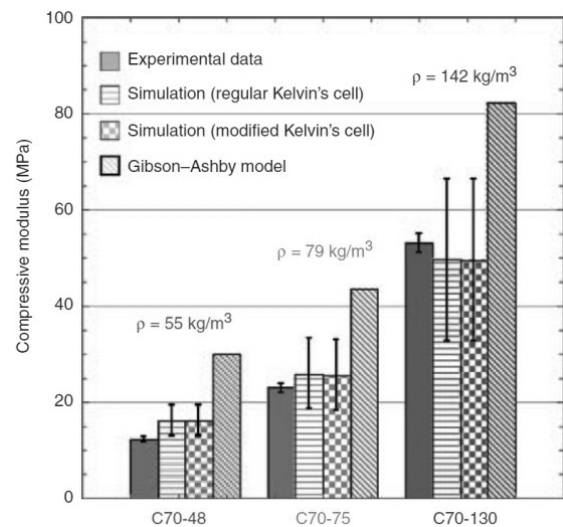 100
80
60
40
20
0
Compressive modulus (MPa)
Experimental data
Simulation (regular Kelvin's cell)
Simulation (modified Kelvin's cell)
Gibson–Ashby model
ρ = 142 kg/m³
ρ = 79 kg/m³
ρ = 55 kg/m³
C70-48
C70-75
C70-130